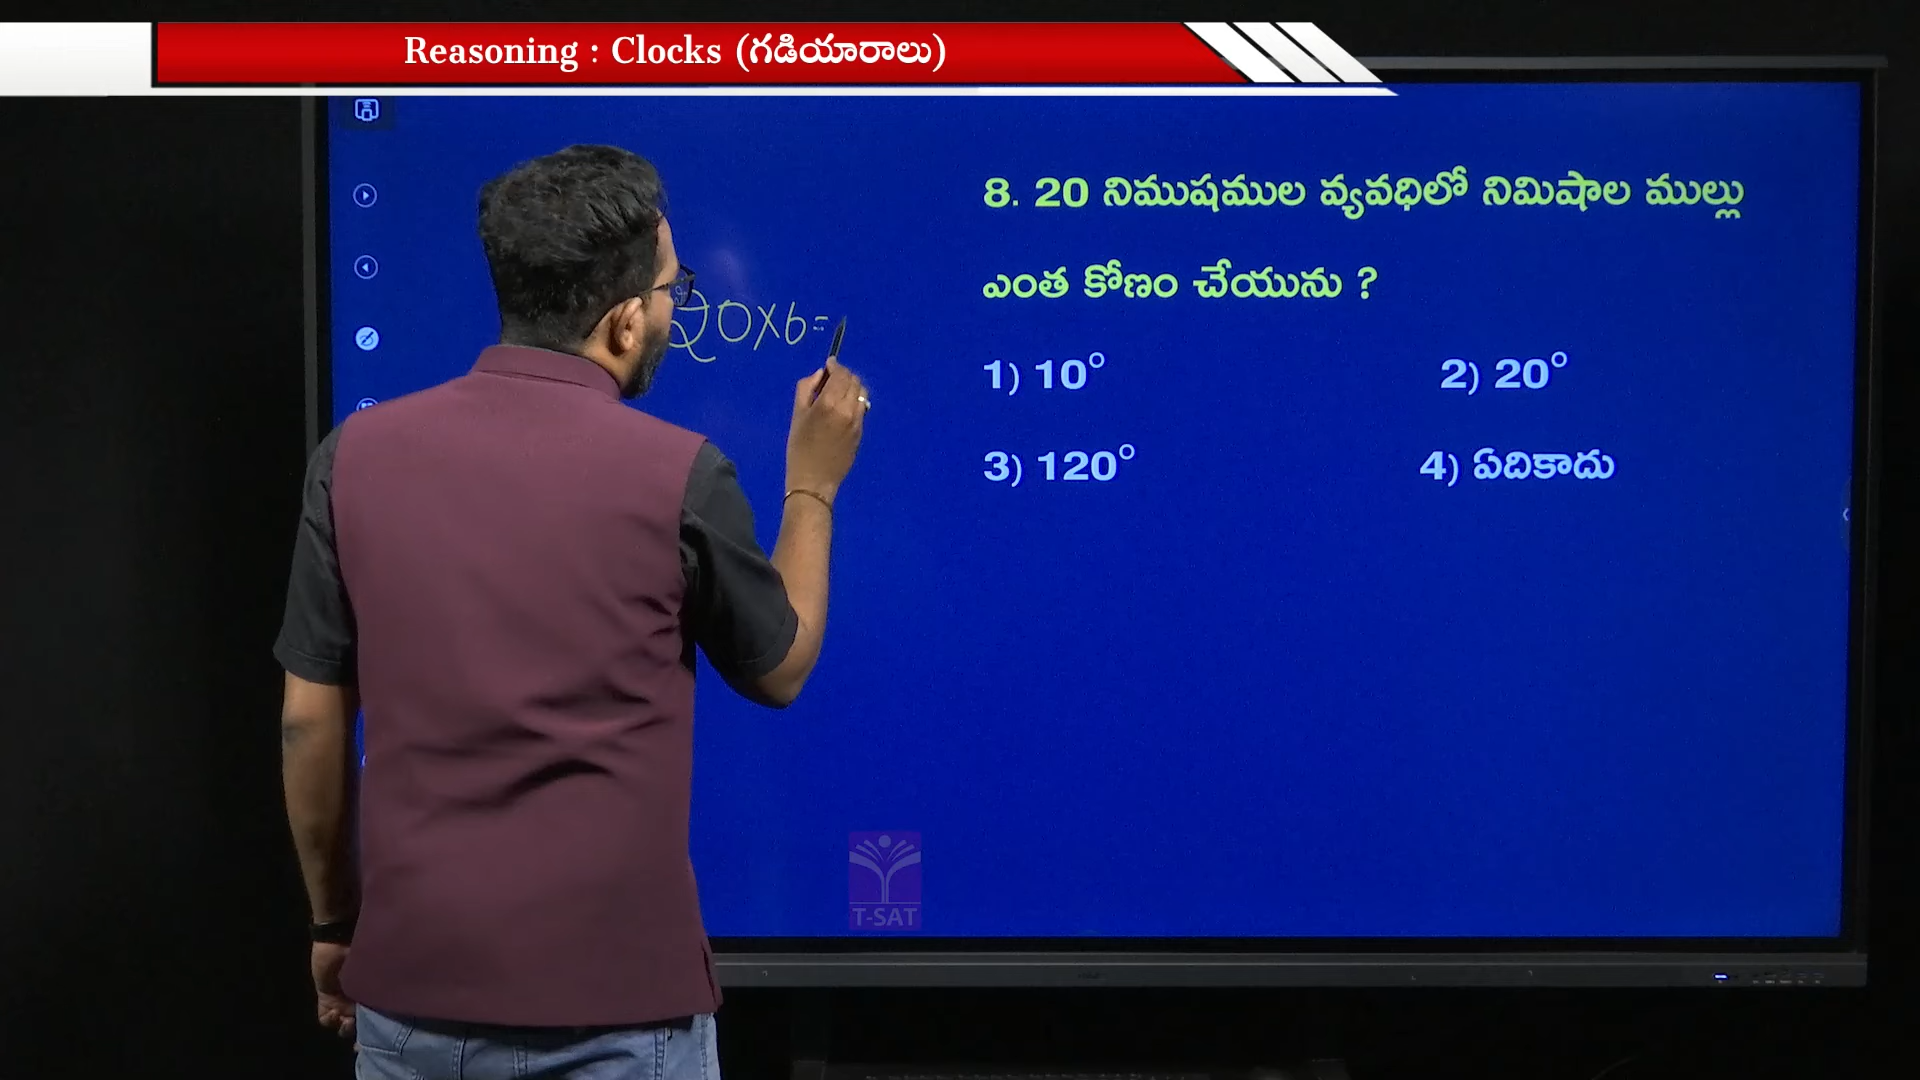 Reasoning : Clocks (గడియారాలు)
8. 20 నిముషముల వ్యవధిలో నిమిషాల ముల్లు
ఎంత కోణం చేయును ?
1) 10°
2) 20°
3) 120°
4) ఏదికాదు
20x6=
T-SAT